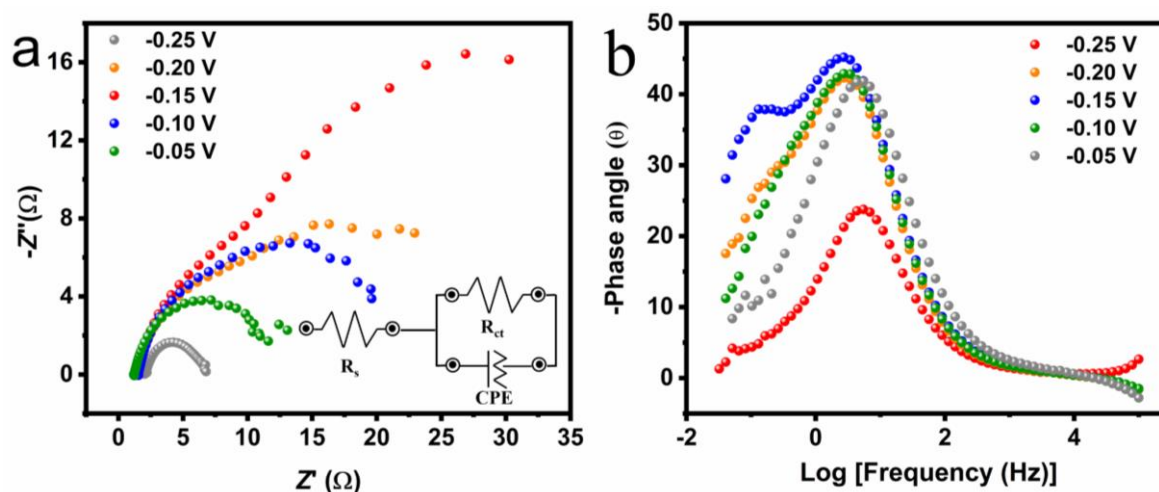 a
-0.25 V
-0.20 V
-0.15 V
-0.10 V
-0.05 V
-Z"(Ω)
16
12
8
4
0
0 5 10 15 20 25 30 35
Z' (Ω)
Rs
Rct
CPE
b
-0.25 V
-0.20 V
-0.15 V
-0.10 V
-0.05 V
-Phase angle (θ)
50
40
30
20
10
0
-2 0 2 4
Log [Frequency (Hz)]